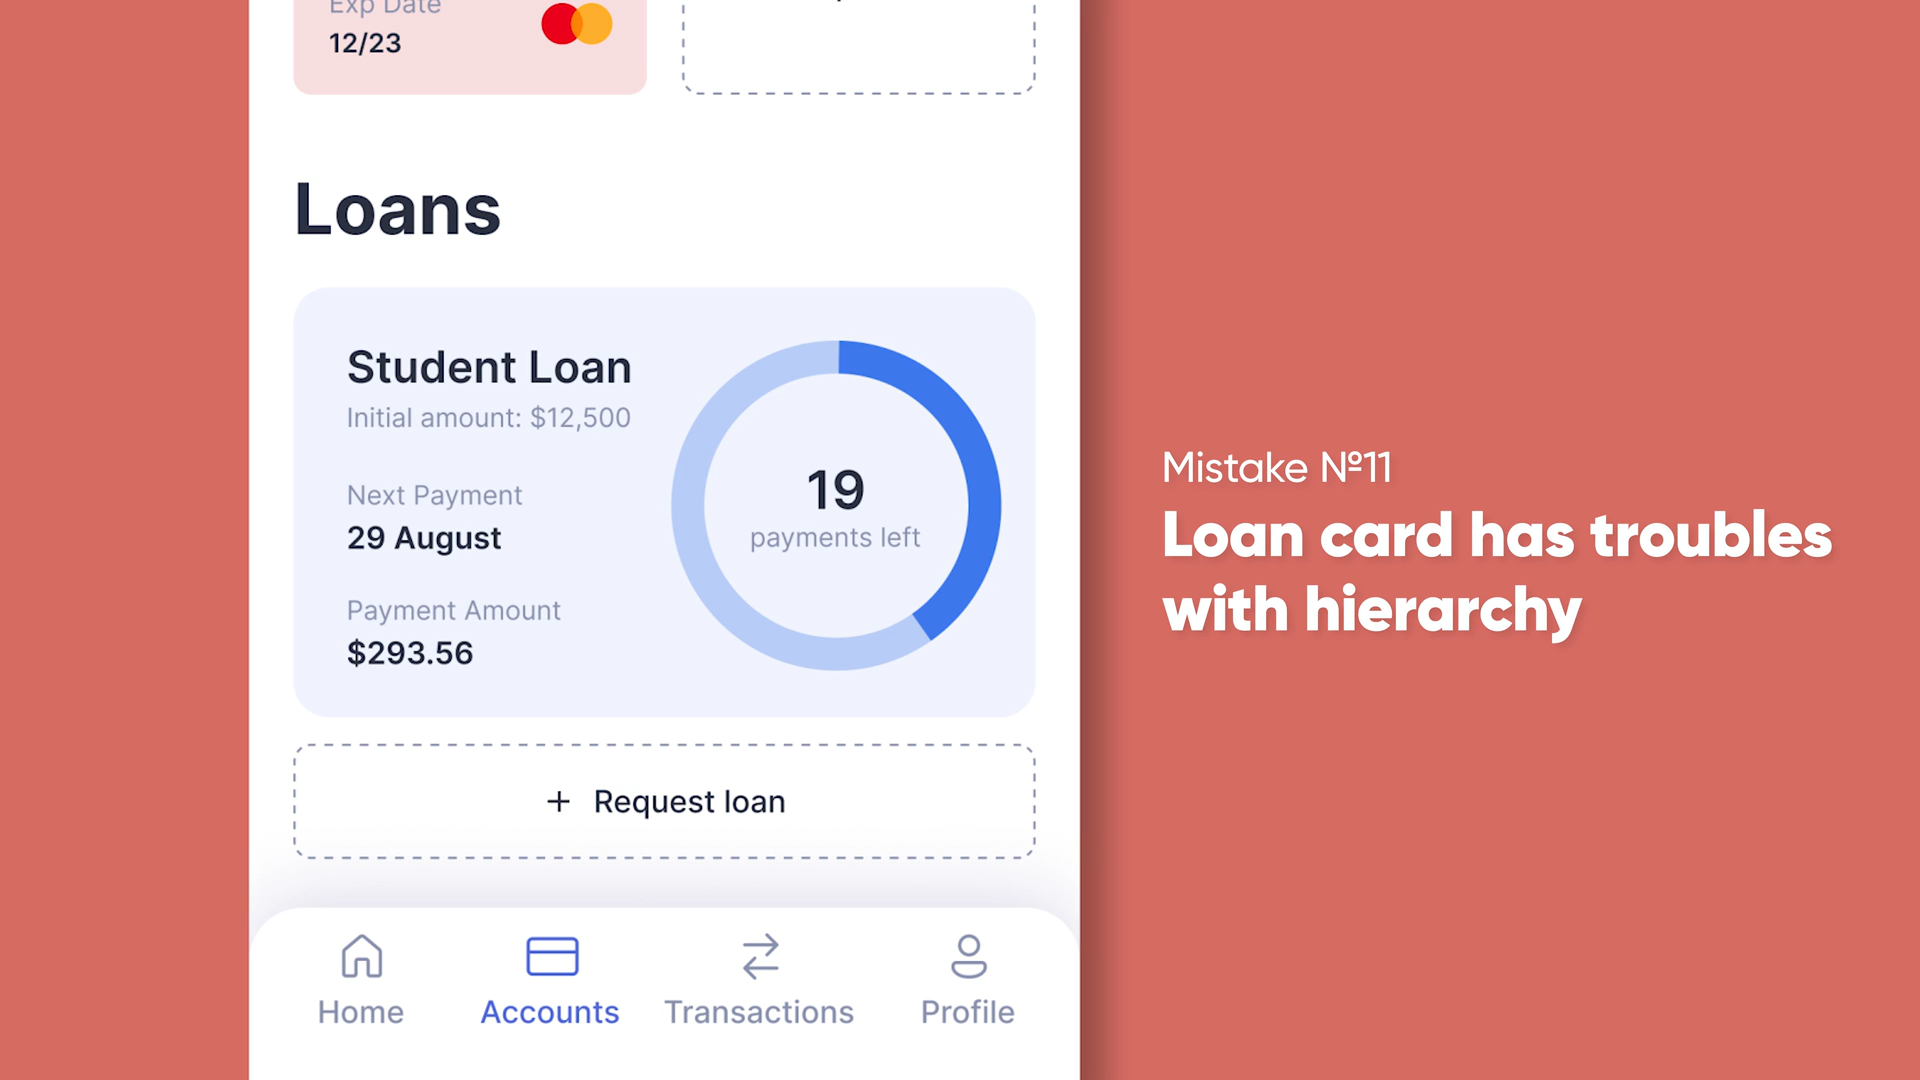 Exp Date
12/23
Loans
Student Loan
Initial amount: $12,500
Next Payment
29 August
Payment Amount
$293.56
19
payments left
+ Request loan
Home
Accounts
Transactions
Profile
Mistake №11
Loan card has troubles
with hierarchy